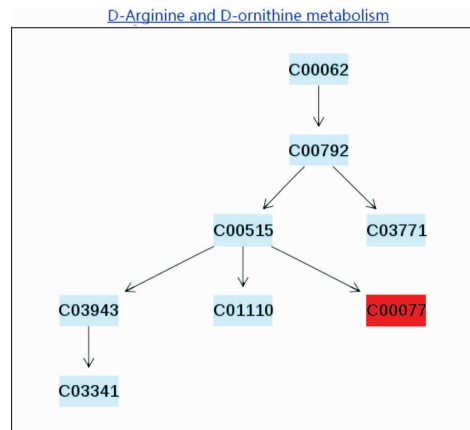 D-Arginine and D-ornithine metabolism
C00062
C00792
C00515 C03771
C03943 C01110 C00077
C03341